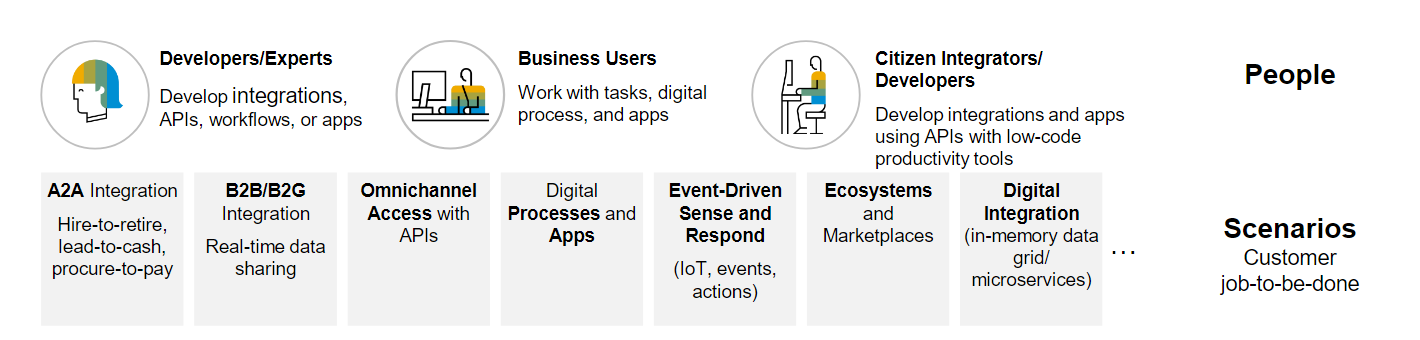 Developers/Experts
Develop integrations,
APIs, workflows, or apps
Business Users
Work with tasks, digital
process, and apps
Citizen Integrators/
Developers
Develop integrations and apps
using APIs with low-code
productivity tools
People
A2A Integration
Hire-to-retire,
lead-to-cash,
procure-to-pay
B2B/B2G
Integration
Real-time data
sharing
Omnichannel
Access with
APIs
Digital
Processes and
Apps
Event-Driven
Sense and
Respond
(IoT, events,
actions)
Ecosystems
and
Marketplaces
Digital
Integration
(in-memory data
grid/
microservices)
...
Scenarios
Customer
job-to-be-done